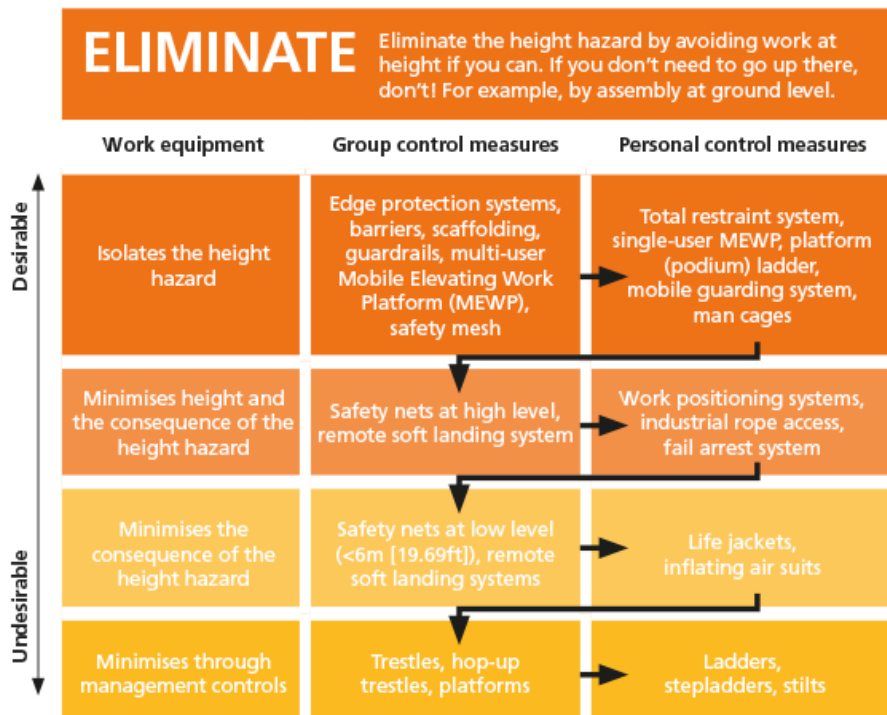 ELIMINATE
Eliminate the height hazard by avoiding work at
height if you can. If you don't need to go up there,
don't! For example, by assembly at ground level.
Work equipment
Group control measures
Personal control measures
Desirable
Undesirable
Isolates the height
hazard
Edge protection systems,
barriers, scaffolding,
guardrails, multi-user
Mobile Elevating Work
Platform (MEWP),
safety mesh
Total restraint system,
single-user MEWP, platform
(podium) ladder,
mobile guarding system,
man cages
Minimises height and
the consequence of the
height hazard
Safety nets at high level,
remote soft landing system
Work positioning systems,
industrial rope access,
fail arrest system
Minimises the
consequence of the
height hazard
Safety nets at low level
(<6m [19.69ft]), remote
soft landing systems
Life jackets,
inflating air suits
Minimises through
management controls
Trestles, hop-up
trestles, platforms
Ladders,
stepladders, stilts